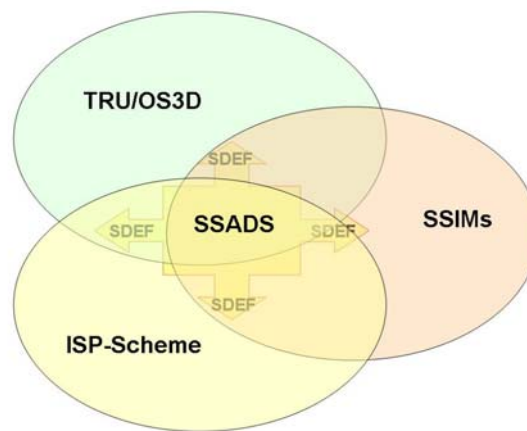 TRU/OS3D
SDEF
SDEF SSADS SDEF SSIMs
SDEF
ISP-Scheme